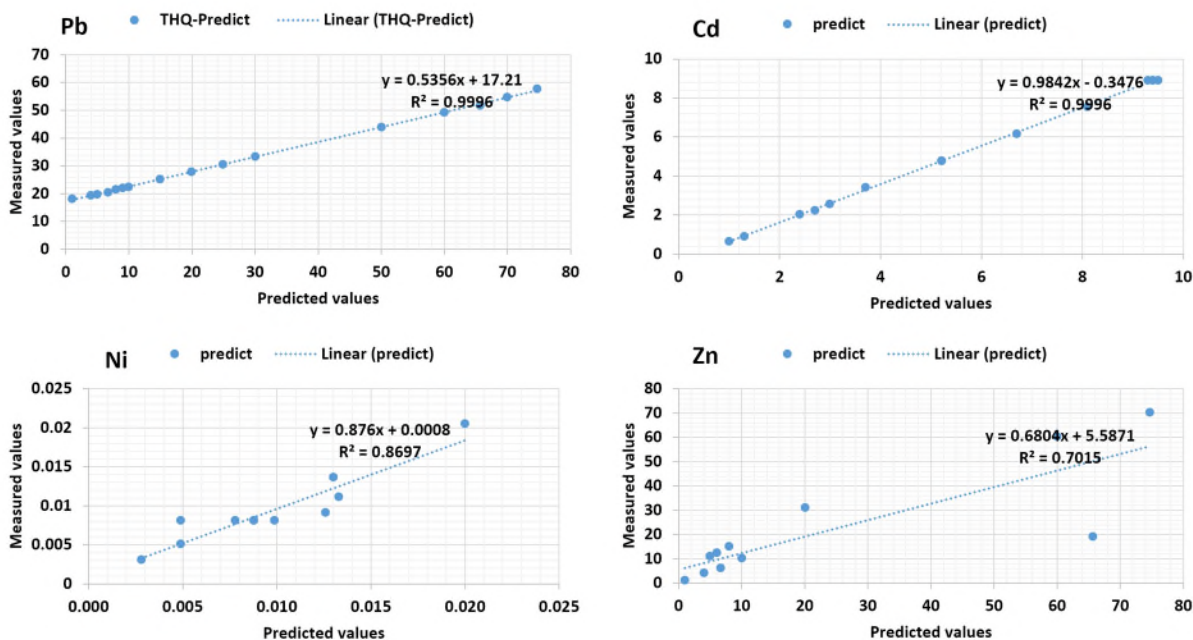 Pb
THQ-Predict
Linear (THQ-Predict)
70
60
50
40
30
20
10
0
Measured values
y = 0.5356x + 17.21
R² = 0.9996
0 10 20 30 40 50 60 70 80
Predicted values
Cd
predict
Linear (predict)
10
8
6
4
2
0
Measured values
y = 0.9842x - 0.3476
R² = 0.9996
0 2 4 6 8 10
Predicted values
Ni
predict
Linear (predict)
0.025
0.02
0.015
0.01
0.005
0
Measured values
y = 0.876x + 0.0008
R² = 0.8697
0.000 0.005 0.010 0.015 0.020 0.025
Predicted values
Zn
predict
Linear (predict)
80
70
60
50
40
30
20
10
0
Measured values
y = 0.6804x + 5.5871
R² = 0.7015
0 10 20 30 40 50 60 70 80
Predicted values